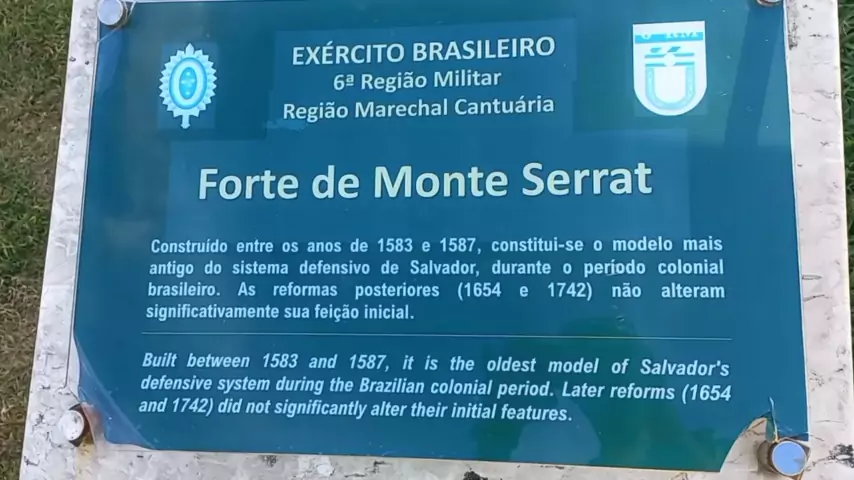 EXÉRCITO BRASILEIRO
6ª Região Militar
Região Marechal Cantuária
Forte de Monte Serrat
Construído entre os anos de 1583 e 1587, constitui-se o modelo mais
antigo do sistema defensivo de Salvador, durante o período colonial
brasileiro. As reformas posteriores (1654 e 1742) não alteram
significativamente sua feição inicial.
Built between 1583 and 1587, it is the oldest model of Salvador's
defensive system during the Brazilian colonial period. Later reforms (1654
and 1742) did not significantly alter their initial features.